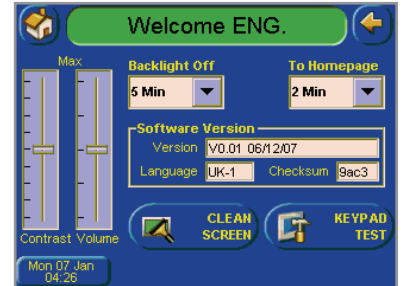 Welcome ENG.
Max
Backlight Off
To Homepage
5 Min
2 Min
Software Version
Version V0.01 06/12/07
Language UK-1 Checksum 9ac3
Contrast Volume
CLEAN
SCREEN
KEYPAD
TEST
Mon 07 Jan
04:26